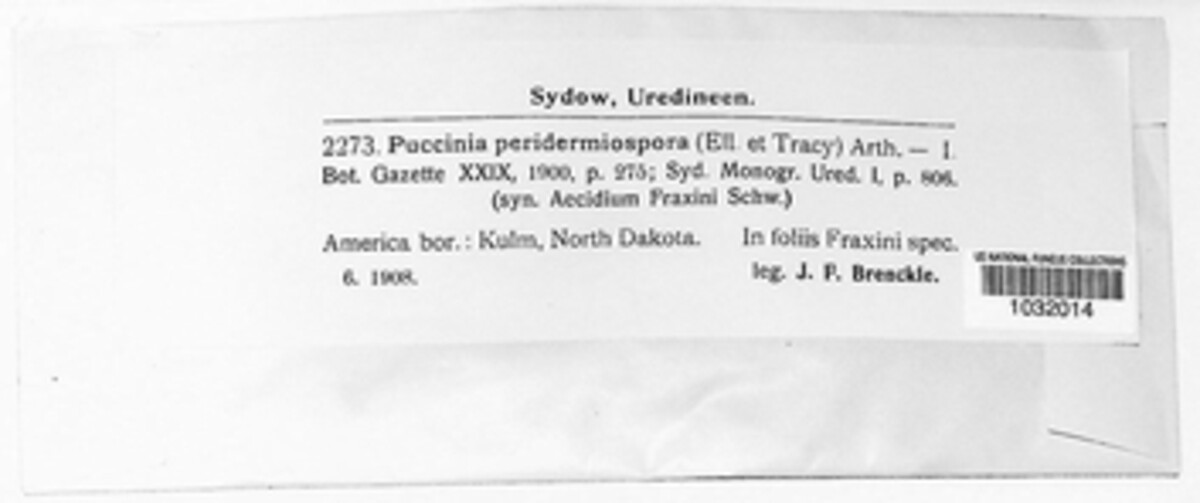 Sydow, Uredineen.
2273. Puccinia peridermiospora (Ell. et Tracy) Arth. — I.
Bot. Gazette XXIX, 1900, p. 275; Syd. Monogr. Ured. I, p. 806.
(syn. Aecidium Fraxini Schw.)
America bor.: Kulm, North Dakota. In foliis Fraxini spec.
6. 1908. leg. J. F. Brenckle.
US NATIONAL FUNGUS COLLECTIONS
1032014